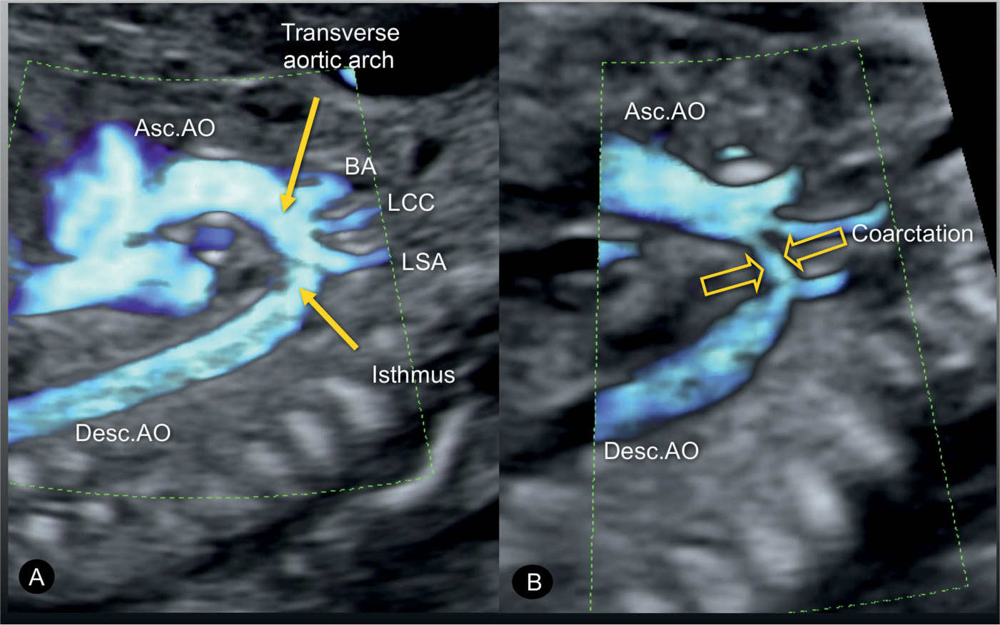 Transverse
aortic arch
Asc.AO
BA
LCC
LSA
Isthmus
Desc.AO
A
Asc.AO
Coarctation
Desc.AO
B